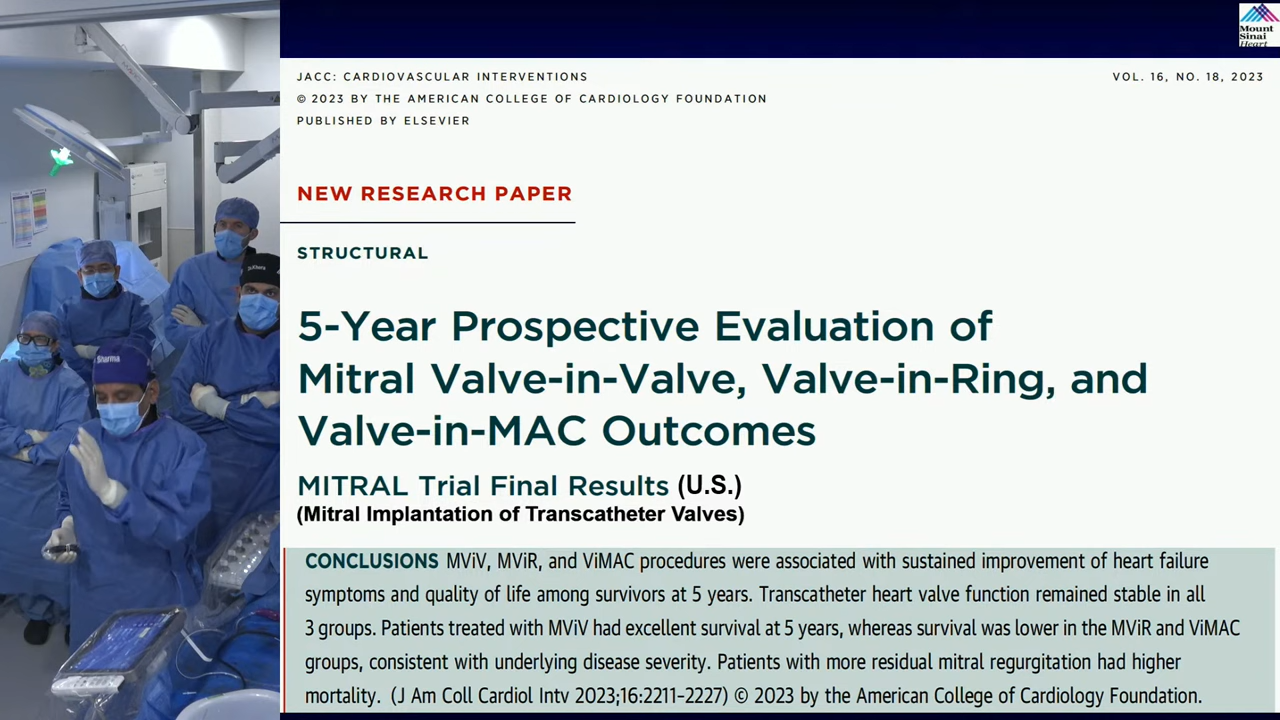 Mount
Sinai
Heart
JACC: CARDIOVASCULAR INTERVENTIONS
VOL. 16, NO. 18, 2023
© 2023 BY THE AMERICAN COLLEGE OF CARDIOLOGY FOUNDATION
PUBLISHED BY ELSEVIER
NEW RESEARCH PAPER
STRUCTURAL
5-Year Prospective Evaluation of
Mitral Valve-in-Valve, Valve-in-Ring, and
Valve-in-MAC Outcomes
MITRAL Trial Final Results (U.S.)
(Mitral Implantation of Transcatheter Valves)
CONCLUSIONS MViV, MViR, and ViMAC procedures were associated with sustained improvement of heart failure
symptoms and quality of life among survivors at 5 years. Transcatheter heart valve function remained stable in all
3 groups. Patients treated with MViV had excellent survival at 5 years, whereas survival was lower in the MViR and ViMAC
groups, consistent with underlying disease severity. Patients with more residual mitral regurgitation had higher
mortality. (J Am Coll Cardiol Intv 2023;16:2211–2227) © 2023 by the American College of Cardiology Foundation.
Sharma